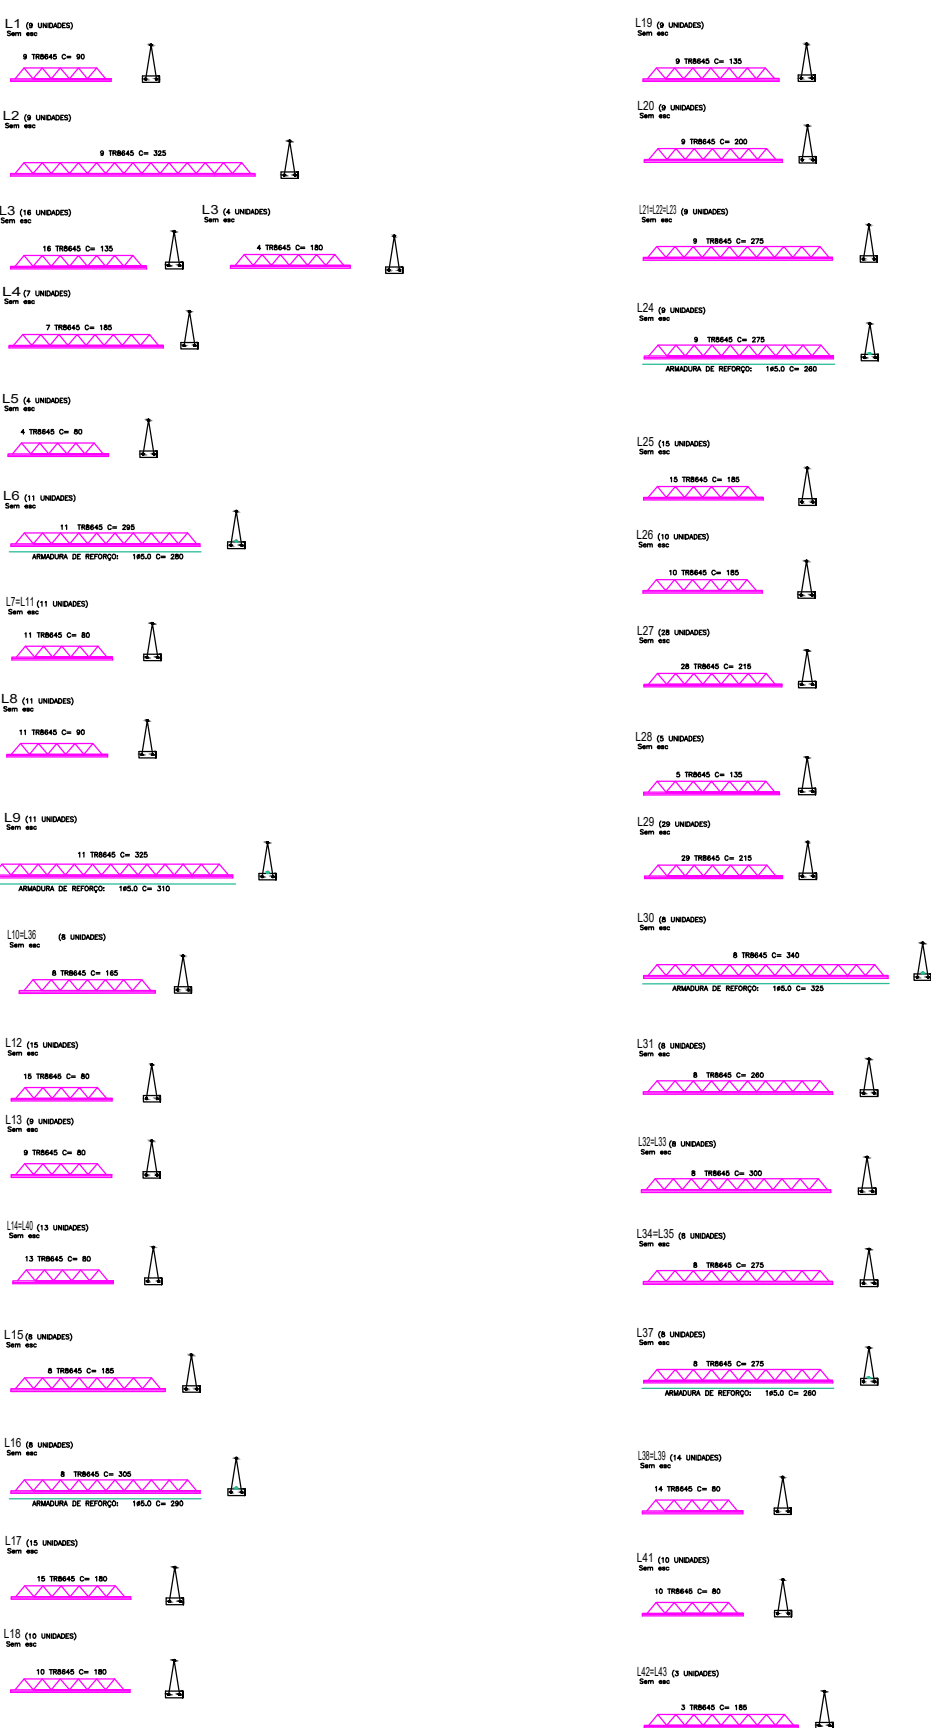 L1 (9 UNIDADES)
Sem esc
9 TR8645 C= 90
L2 (9 UNIDADES)
Sem esc
9 TR8645 C= 325
L3 (16 UNIDADES)
Sem esc
16 TR8645 C= 135
L3 (4 UNIDADES)
Sem esc
4 TR8645 C= 180
L4 (7 UNIDADES)
Sem esc
7 TR8645 C= 185
L5 (4 UNIDADES)
Sem esc
4 TR8645 C= 80
L6 (11 UNIDADES)
Sem esc
11 TR8645 C= 295
ARMADURA DE REFORÇO: 1ø5.0 C= 280
L7=L11 (11 UNIDADES)
Sem esc
11 TR8645 C= 80
L8 (11 UNIDADES)
Sem esc
11 TR8645 C= 90
L9 (11 UNIDADES)
Sem esc
11 TR8645 C= 325
ARMADURA DE REFORÇO: 1ø5.0 C= 310
L10=L36 (8 UNIDADES)
Sem esc
8 TR8645 C= 165
L12 (15 UNIDADES)
Sem esc
15 TR8645 C= 80
L13 (9 UNIDADES)
Sem esc
9 TR8645 C= 80
L14=L40 (13 UNIDADES)
Sem esc
13 TR8645 C= 80
L15 (8 UNIDADES)
Sem esc
8 TR8645 C= 185
L16 (8 UNIDADES)
Sem esc
8 TR8645 C= 305
ARMADURA DE REFORÇO: 1ø5.0 C= 290
L17 (15 UNIDADES)
Sem esc
15 TR8645 C= 180
L18 (10 UNIDADES)
Sem esc
10 TR8645 C= 180
L19 (9 UNIDADES)
Sem esc
9 TR8645 C= 135
L20 (9 UNIDADES)
Sem esc
9 TR8645 C= 200
L21=L22=L23 (9 UNIDADES)
Sem esc
9 TR8645 C= 275
L24 (9 UNIDADES)
Sem esc
9 TR8645 C= 275
ARMADURA DE REFORÇO: 1ø5.0 C= 260
L25 (15 UNIDADES)
Sem esc
15 TR8645 C= 185
L26 (10 UNIDADES)
Sem esc
10 TR8645 C= 185
L27 (28 UNIDADES)
Sem esc
28 TR8645 C= 215
L28 (5 UNIDADES)
Sem esc
5 TR8645 C= 135
L29 (29 UNIDADES)
Sem esc
29 TR8645 C= 215
L30 (8 UNIDADES)
Sem esc
8 TR8645 C= 340
ARMADURA DE REFORÇO: 1ø5.0 C= 325
L31 (8 UNIDADES)
Sem esc
8 TR8645 C= 260
L32=L33 (8 UNIDADES)
Sem esc
8 TR8645 C= 300
L34=L35 (8 UNIDADES)
Sem esc
8 TR8645 C= 275
L37 (8 UNIDADES)
Sem esc
8 TR8645 C= 275
ARMADURA DE REFORÇO: 1ø5.0 C= 260
L38=L39 (14 UNIDADES)
Sem esc
14 TR8645 C= 80
L41 (10 UNIDADES)
Sem esc
10 TR8645 C= 80
L42=L43 (3 UNIDADES)
Sem esc
3 TR8645 C= 185